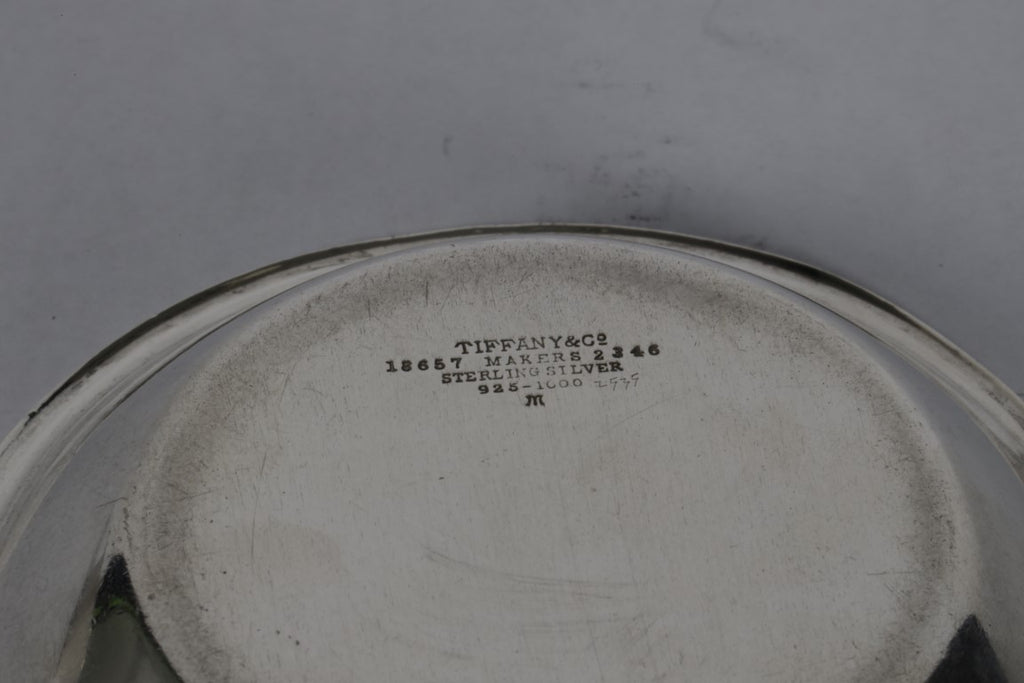 TIFFANY & Cº
18657 MAKERS 2346
STERLING SILVER
925-1000
m